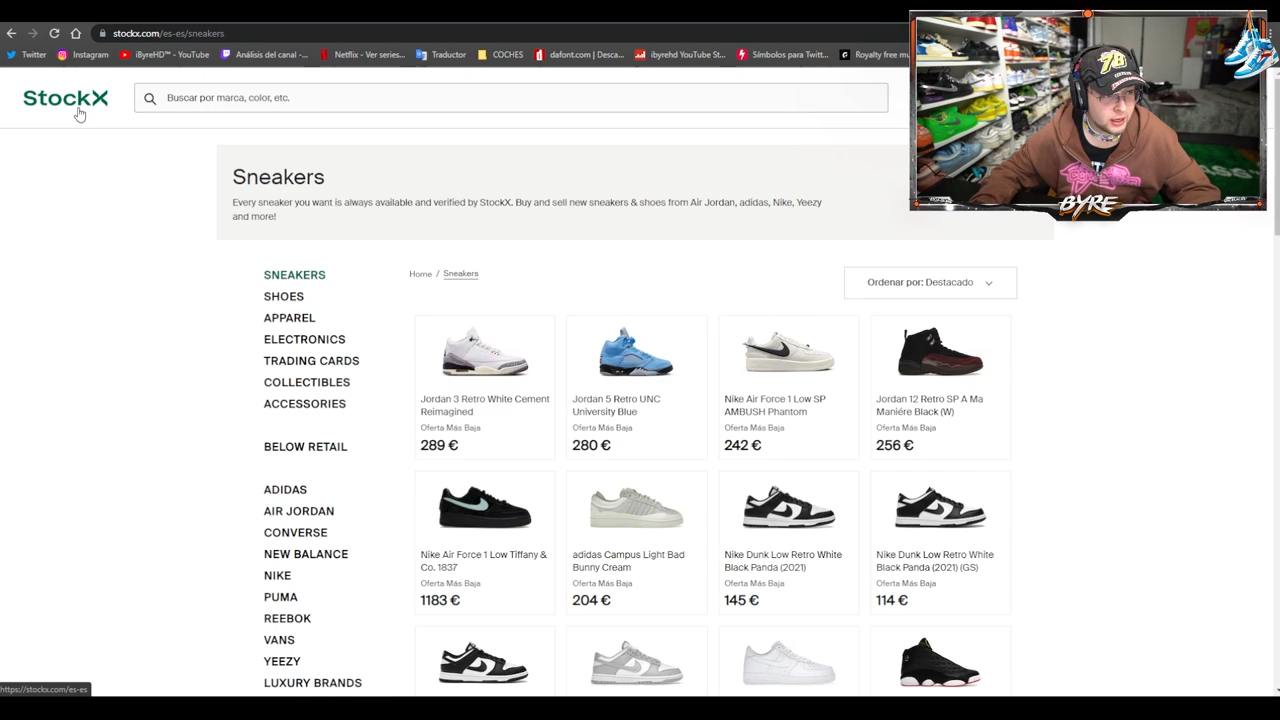 stockx.com/es-es/sneakers
Twitter
Instagram
iByreHD™ - YouTube
Análisis del canal -...
Netflix - Ver series...
Traductor
COCHES
dafont.com | Desca...
ibyrehd YouTube St...
Símbolos para Twitt...
Royalty free mu
StockX
Buscar por marca, color, etc.
78
BYRE
Sneakers
Every sneaker you want is always available and verified by StockX. Buy and sell new sneakers & shoes from Air Jordan, adidas, Nike, Yeezy
and more!
SNEAKERS
SHOES
APPAREL
ELECTRONICS
TRADING CARDS
COLLECTIBLES
ACCESSORIES
BELOW RETAIL
ADIDAS
AIR JORDAN
CONVERSE
NEW BALANCE
NIKE
PUMA
REEBOK
VANS
YEEZY
LUXURY BRANDS
Home / Sneakers
Ordenar por: Destacado
Jordan 3 Retro White Cement
Reimagined
Oferta Más Baja
289 €
Jordan 5 Retro UNC
University Blue
Oferta Más Baja
280 €
Nike Air Force 1 Low SP
AMBUSH Phantom
Oferta Más Baja
242 €
Jordan 12 Retro SP A Ma
Maniére Black (W)
Oferta Más Baja
256 €
Nike Air Force 1 Low Tiffany &
Co. 1837
Oferta Más Baja
1183 €
adidas Campus Light Bad
Bunny Cream
Oferta Más Baja
204 €
Nike Dunk Low Retro White
Black Panda (2021)
Oferta Más Baja
145 €
Nike Dunk Low Retro White
Black Panda (2021) (GS)
Oferta Más Baja
114 €
https://stockx.com/es-es